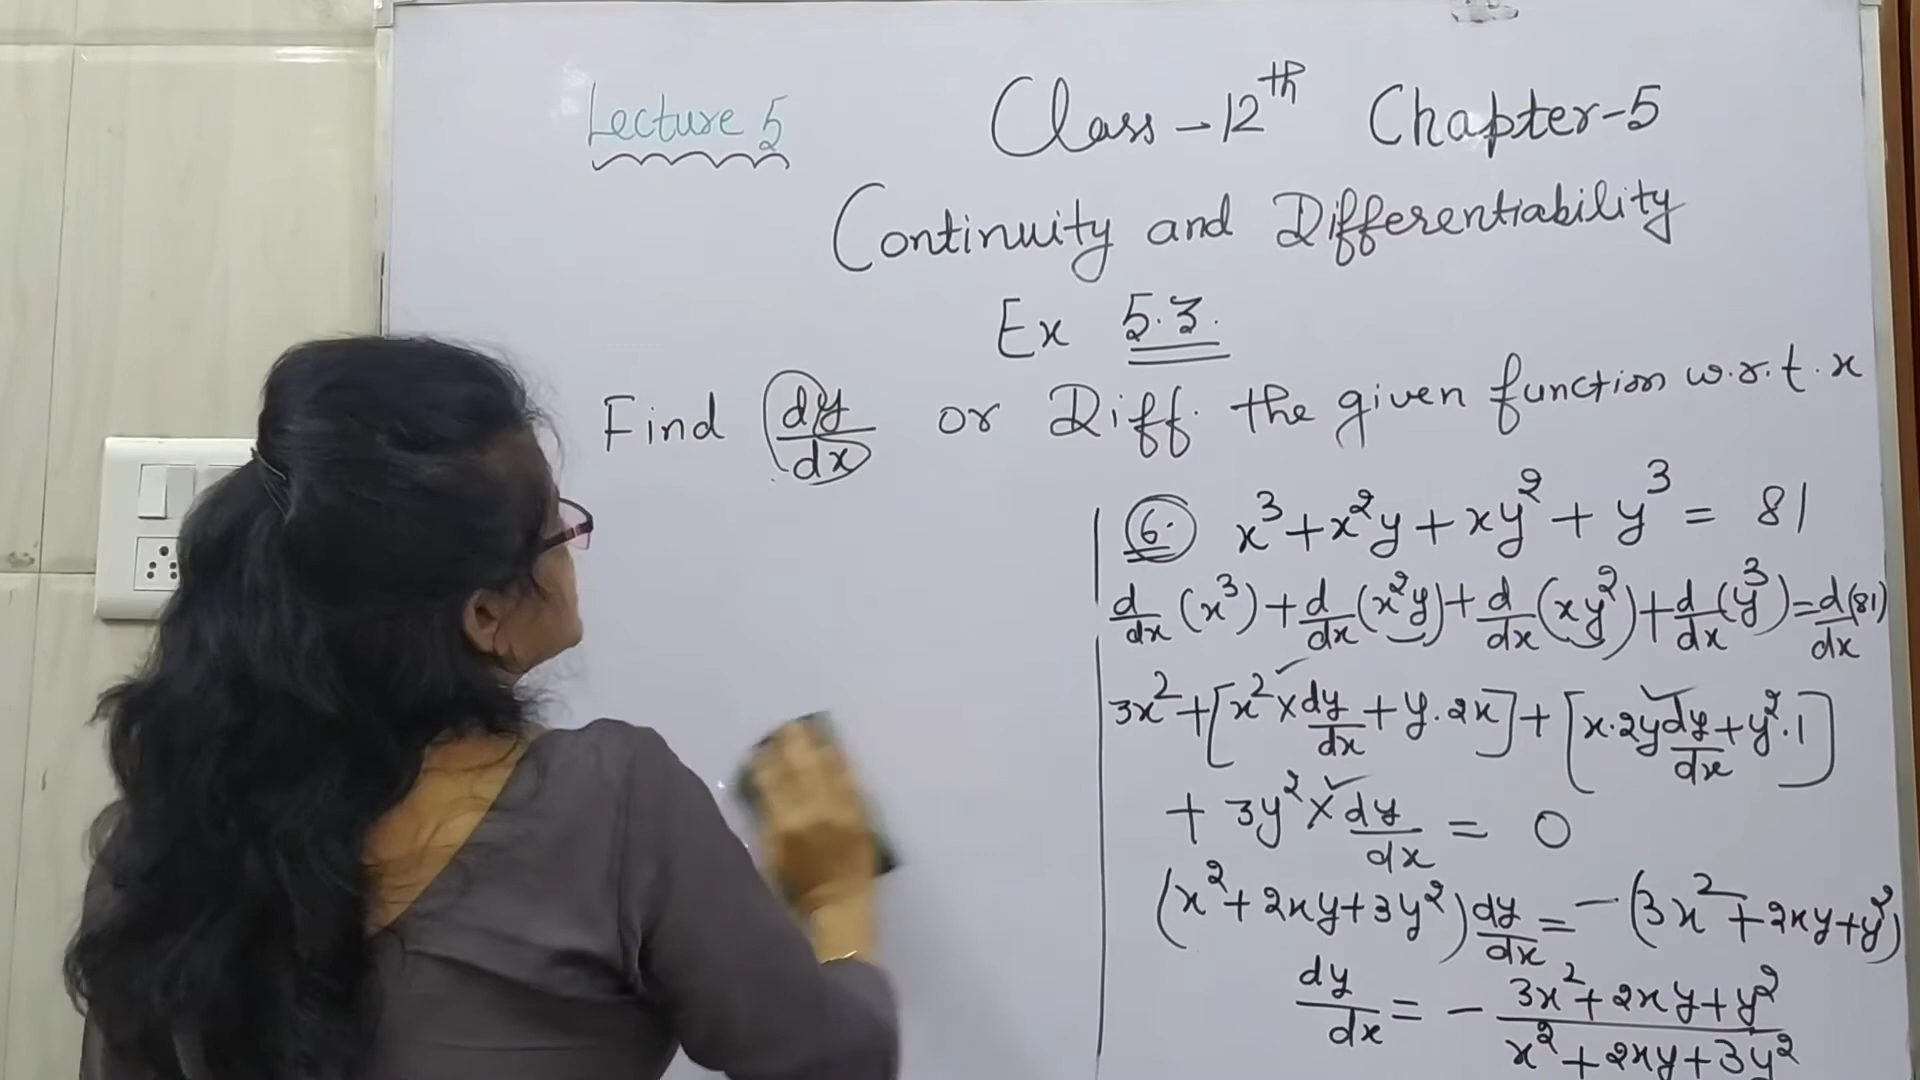 Lecture 5
Class - 12th Chapter-5
Continuity and Differentiability
Ex 5.3.
Find dy/dx or Diff. the given function w.r.t. x
6. x³ + x²y + xy² + y³ = 81
d/dx (x³) + d/dx (x²y) + d/dx (xy²) + d/dx (y³) = d/dx (81)
3x² + [x² × dy/dx + y. 2x] + [x. 2y dy/dx + y². 1]
+ 3y² × dy/dx = 0
(x² + 2xy + 3y²) dy/dx = - (3x² + 2xy + y²)
dy/dx = - 3x² + 2xy + y² / x² + 2xy + 3y²